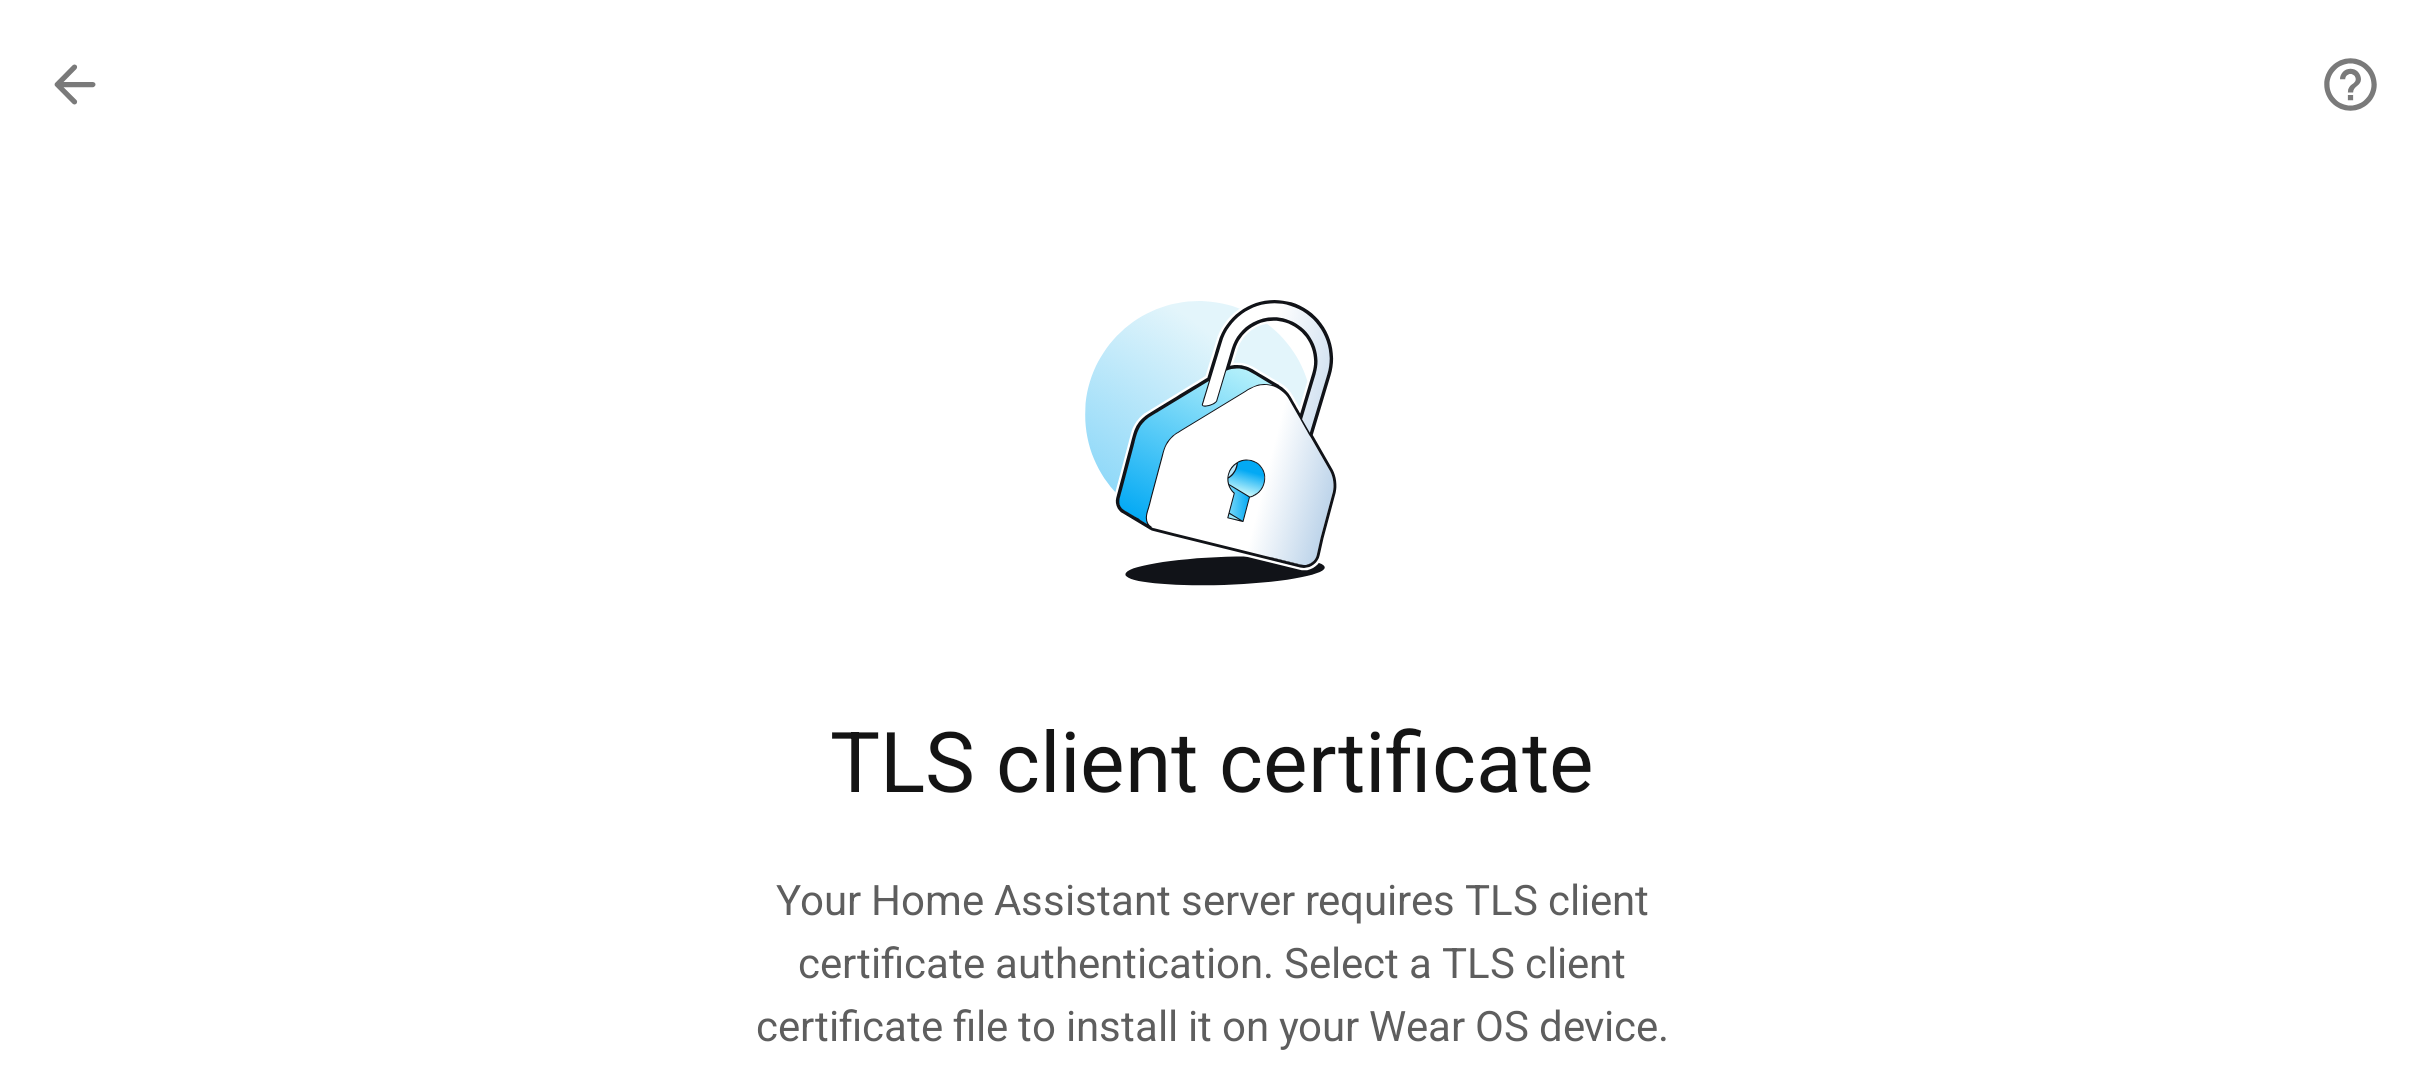 TLS client certificate
Your Home Assistant server requires TLS client
certificate authentication. Select a TLS client
certificate file to install it on your Wear OS device.